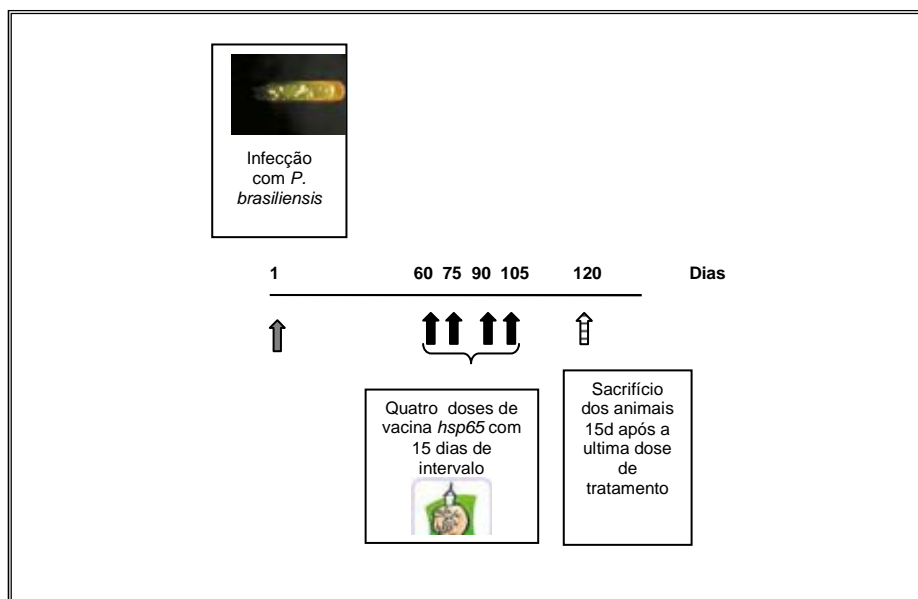 Infecção
com P.
brasiliensis
1 60 75 90 105 120 Dias
Quatro doses de
vacina hsp65 com
15 dias de
intervalo
Sacrifício
dos animais
15d após a
ultima dose
de
tratamento